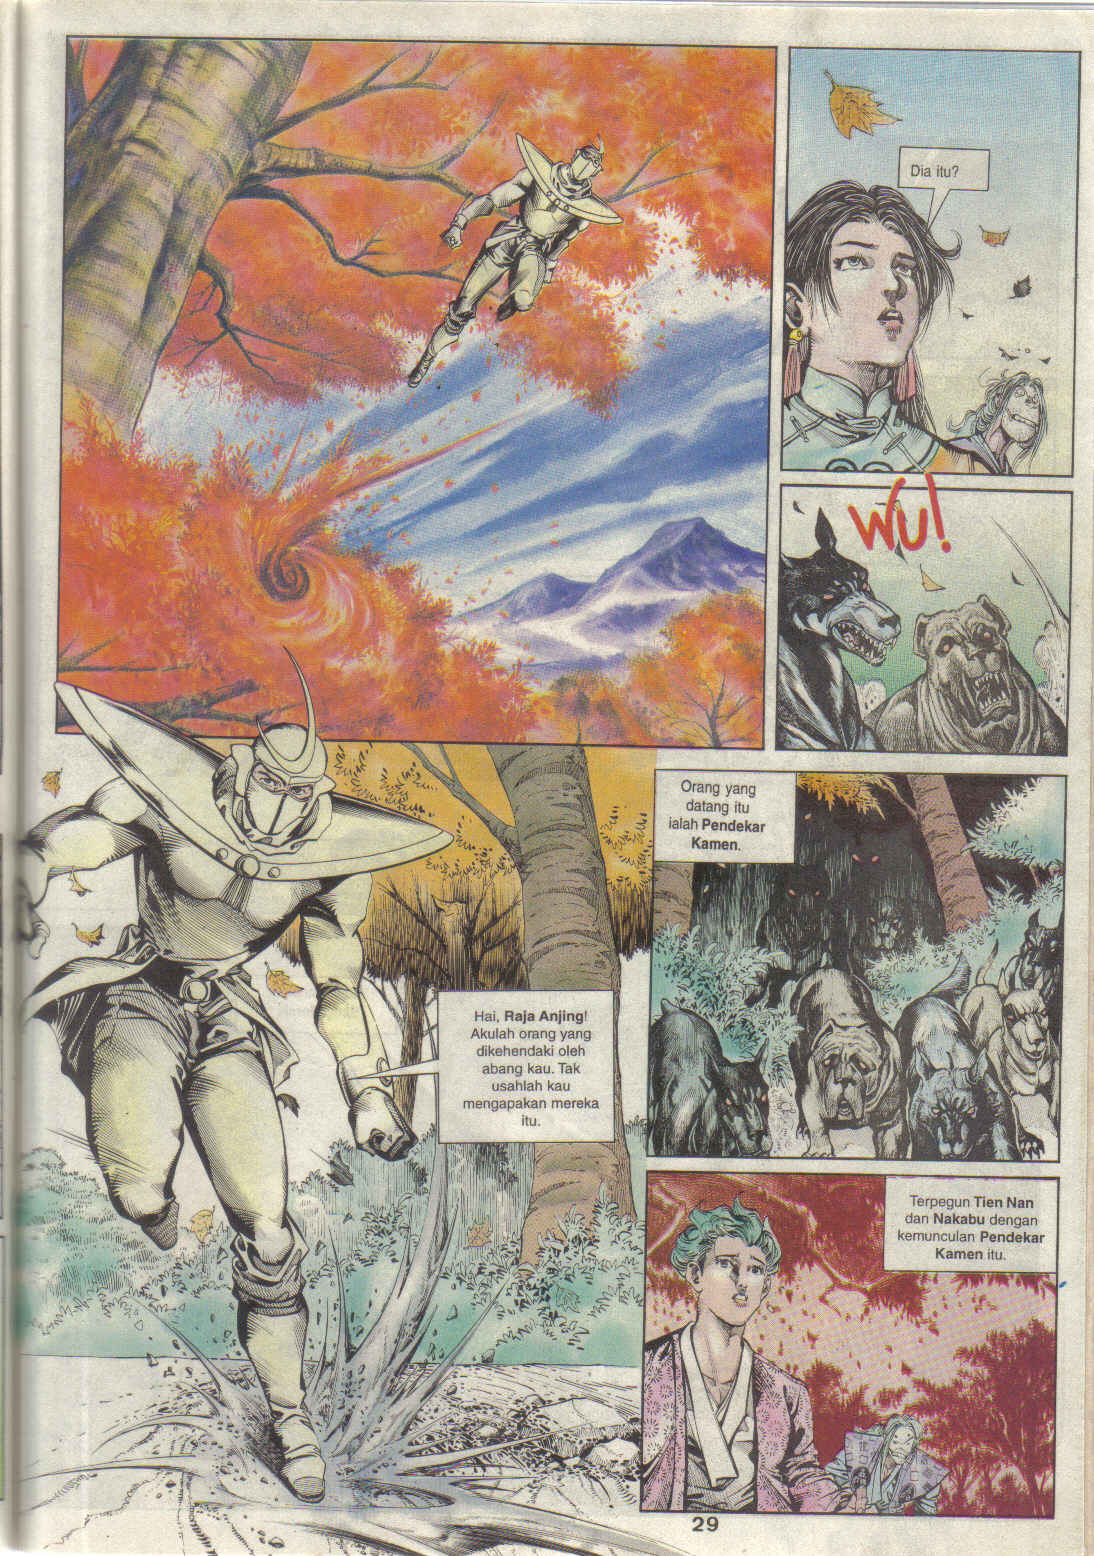 Dia itu?
WU!
Orang yang
datang itu
ialah Pendekar
Kamen.
Hai, Raja Anjing!
Akulah orang yang
dikehendaki oleh
abang kau. Tak
usahlah kau
mengapakan mereka
itu.
Terpegun Tien Nan
dan Nakabu dengan
kemunculan Pendekar
Kamen itu.
29